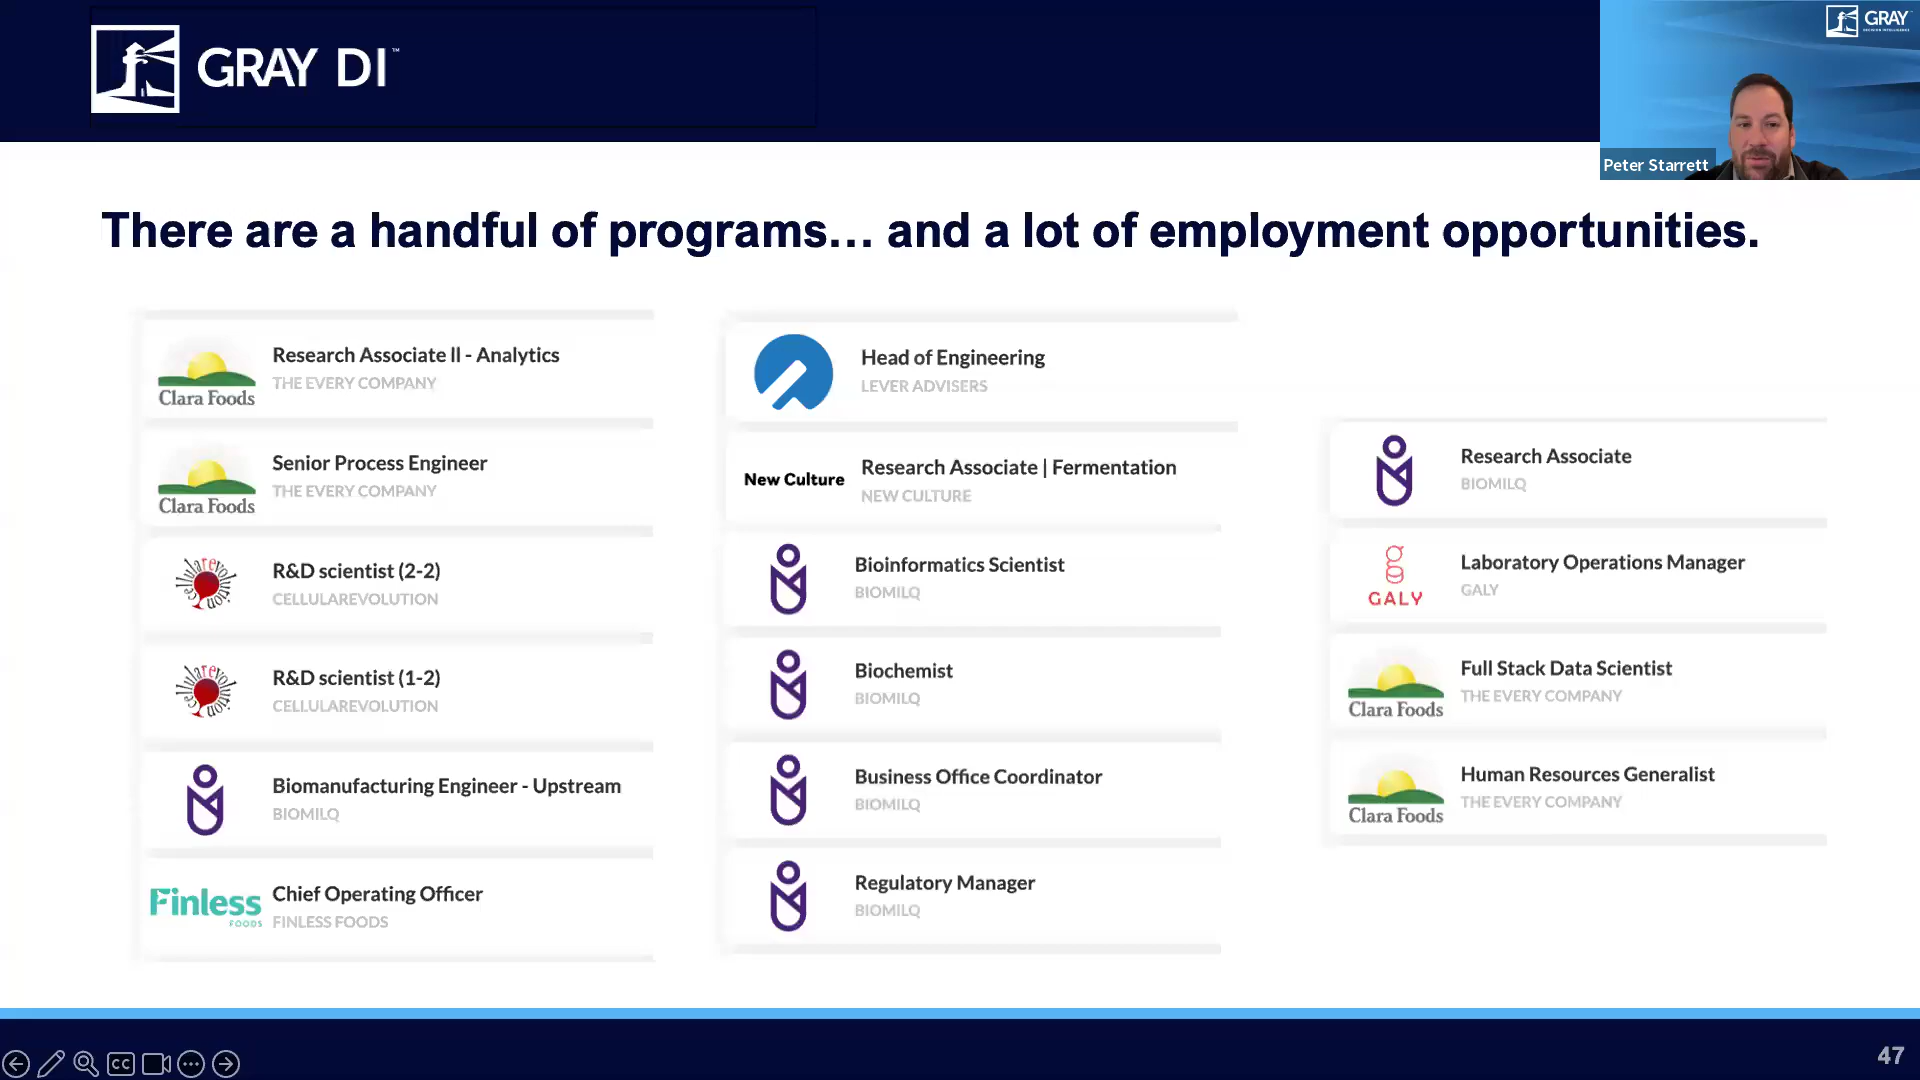 GRAY DI™
GRAY
Peter Starrett
There are a handful of programs... and a lot of employment opportunities.
Clara Foods
Research Associate II - Analytics
THE EVERY COMPANY
Clara Foods
Senior Process Engineer
THE EVERY COMPANY
cellularevolution
R&D scientist (2-2)
CELLULAREVOLUTION
cellularevolution
R&D scientist (1-2)
CELLULAREVOLUTION
Biomanufacturing Engineer - Upstream
BIOMILQ
Finless
FOODS
Chief Operating Officer
FINLESS FOODS
Head of Engineering
LEVER ADVISERS
New Culture
Research Associate | Fermentation
NEW CULTURE
Bioinformatics Scientist
BIOMILQ
Biochemist
BIOMILQ
Business Office Coordinator
BIOMILQ
Regulatory Manager
BIOMILQ
Research Associate
BIOMILQ
GALY
Laboratory Operations Manager
GALY
Clara Foods
Full Stack Data Scientist
THE EVERY COMPANY
Clara Foods
Human Resources Generalist
THE EVERY COMPANY
CC
47